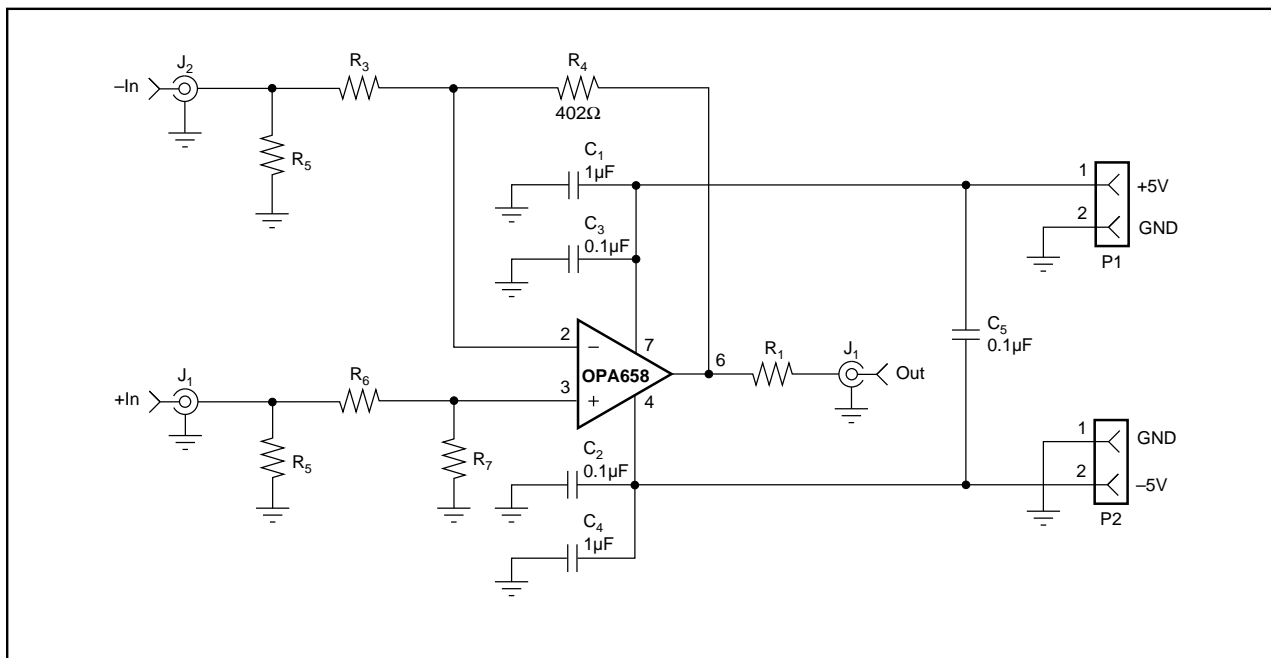 J2
–In
R3
R4
402Ω
R5
C1
1µF
C3
0.1µF
1
+5V
2
GND
P1
C5
0.1µF
2
–
7
OPA658
6
R1
J1
Out
3
+
4
J1
+In
R6
R5
R7
C2
0.1µF
C4
1µF
1
GND
2
–5V
P2